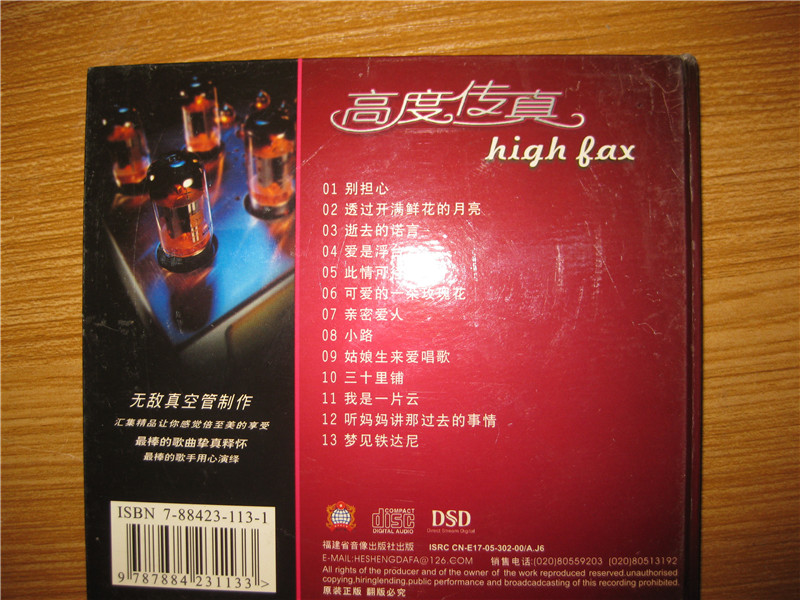 高度传真
high fax
01 别担心
02 透过开满鲜花的月亮
03 逝去的诺言
04 爱是浮
05 此情可
06 可爱的一朵玫瑰花
07 亲密爱人
08 小路
09 姑娘生来爱唱歌
10 三十里铺
11 我是一片云
12 听妈妈讲那过去的事情
13 梦见铁达尼
无敌真空管制作
汇集精品让你感觉倍至美的享受
最棒的歌曲挚真释怀
最棒的歌手用心演绎
ISBN 7-88423-113-1
9 787884 231133 >
COMPACT
disc
DIGITAL AUDIO
DSD
Direct Stream Digital
福建省音像出版社出版 ISRC CN-E17-05-302-00/A.J6
E-MAIL:HESHENGDAFA@126.COM 销售电话:(020)80559203 (020)80513192
All rights of the producer and of the owner of the work reproduced reserved.unauthorised
copying,hiringlending,public performance and broadcadcasting of this recording prohibited.
原装正版 翻版必究